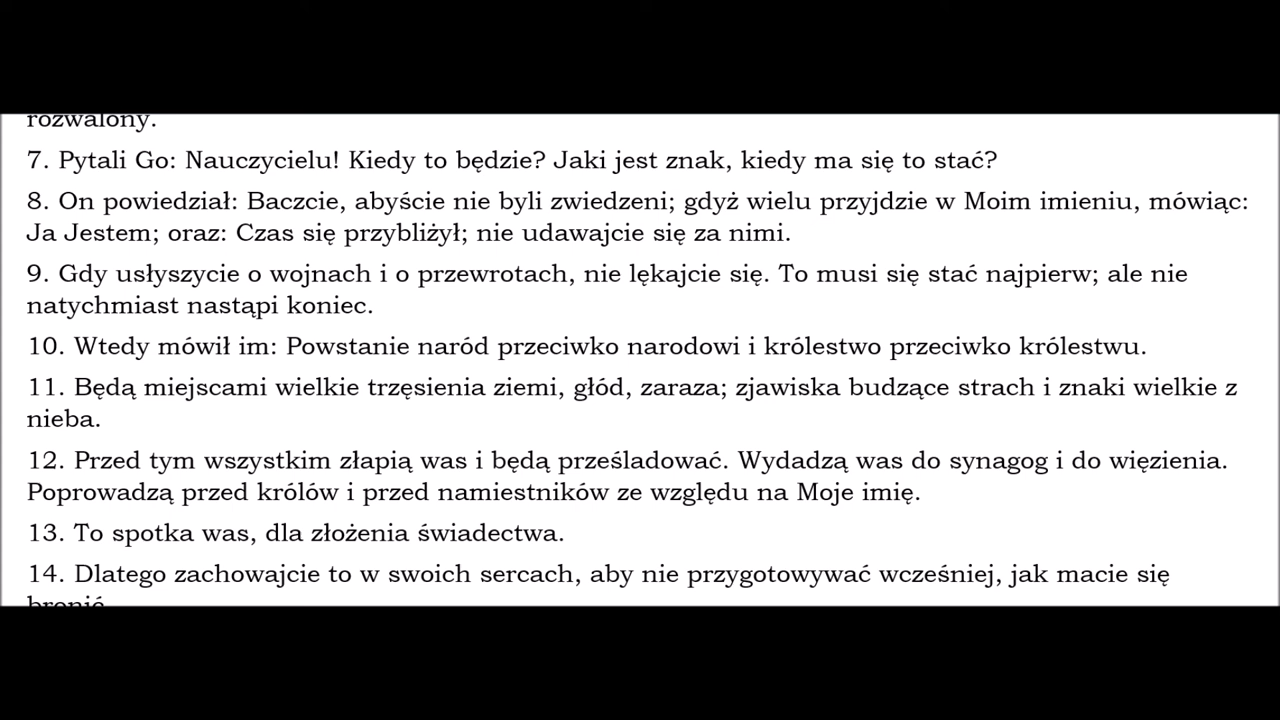 rozwalony.
7. Pytali Go: Nauczycielu! Kiedy to będzie? Jaki jest znak, kiedy ma się to stać?
8. On powiedział: Baczcie, abyście nie byli zwiedzeni; gdyż wielu przyjdzie w Moim imieniu, mówiąc:
Ja Jestem; oraz: Czas się przybliżył; nie udawajcie się za nimi.
9. Gdy usłyszycie o wojnach i o przewrotach, nie lękajcie się. To musi się stać najpierw; ale nie
natychmiast nastąpi koniec.
10. Wtedy mówił im: Powstanie naród przeciwko narodowi i królestwo przeciwko królestwu.
11. Będą miejscami wielkie trzęsienia ziemi, głód, zaraza; zjawiska budzące strach i znaki wielkie z
nieba.
12. Przed tym wszystkim złapią was i będą prześladować. Wydadzą was do synagog i do więzienia.
Poprowadzą przed królów i przed namiestników ze względu na Moje imię.
13. To spotka was, dla złożenia świadectwa.
14. Dlatego zachowajcie to w swoich sercach, aby nie przygotowywać wcześniej, jak macie się
bronić.